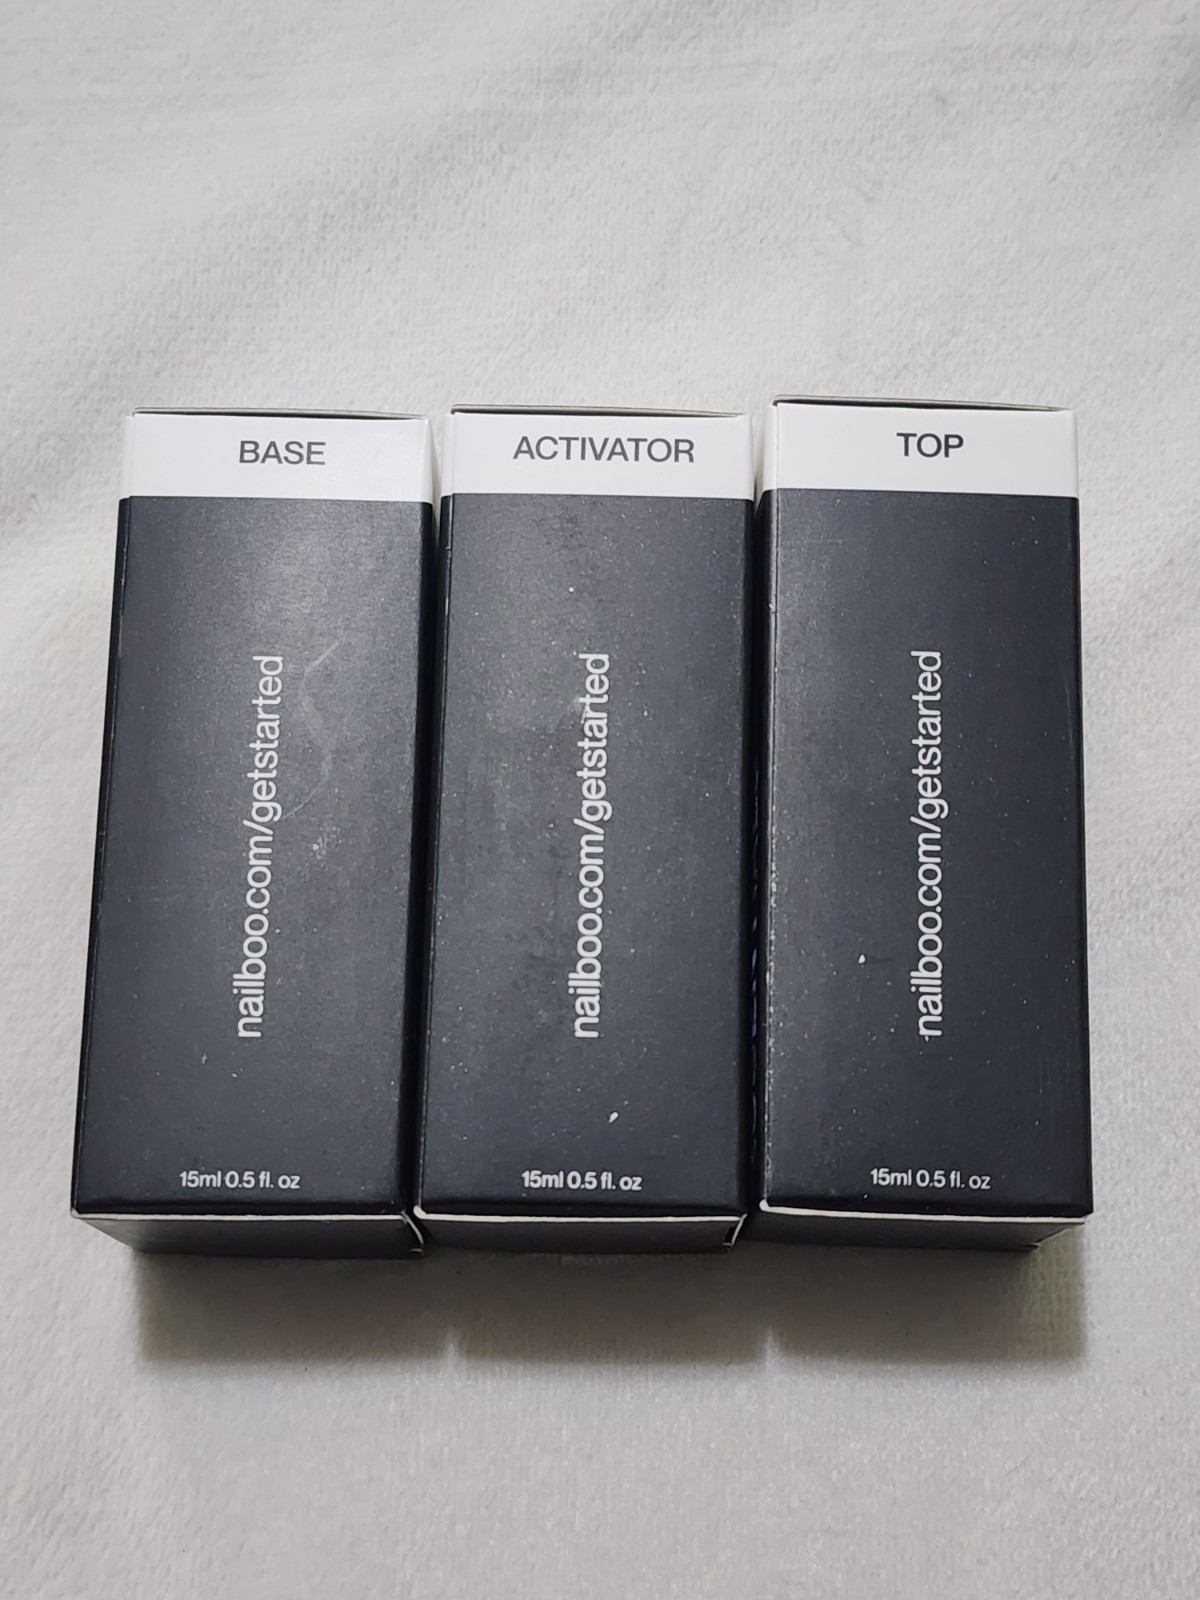 BASE
nailboo.com/getstarted
15ml 0.5 fl. oz
ACTIVATOR
nailboo.com/getstarted
15ml 0.5 fl. oz
TOP
nailboo.com/getstarted
15ml 0.5 fl. oz